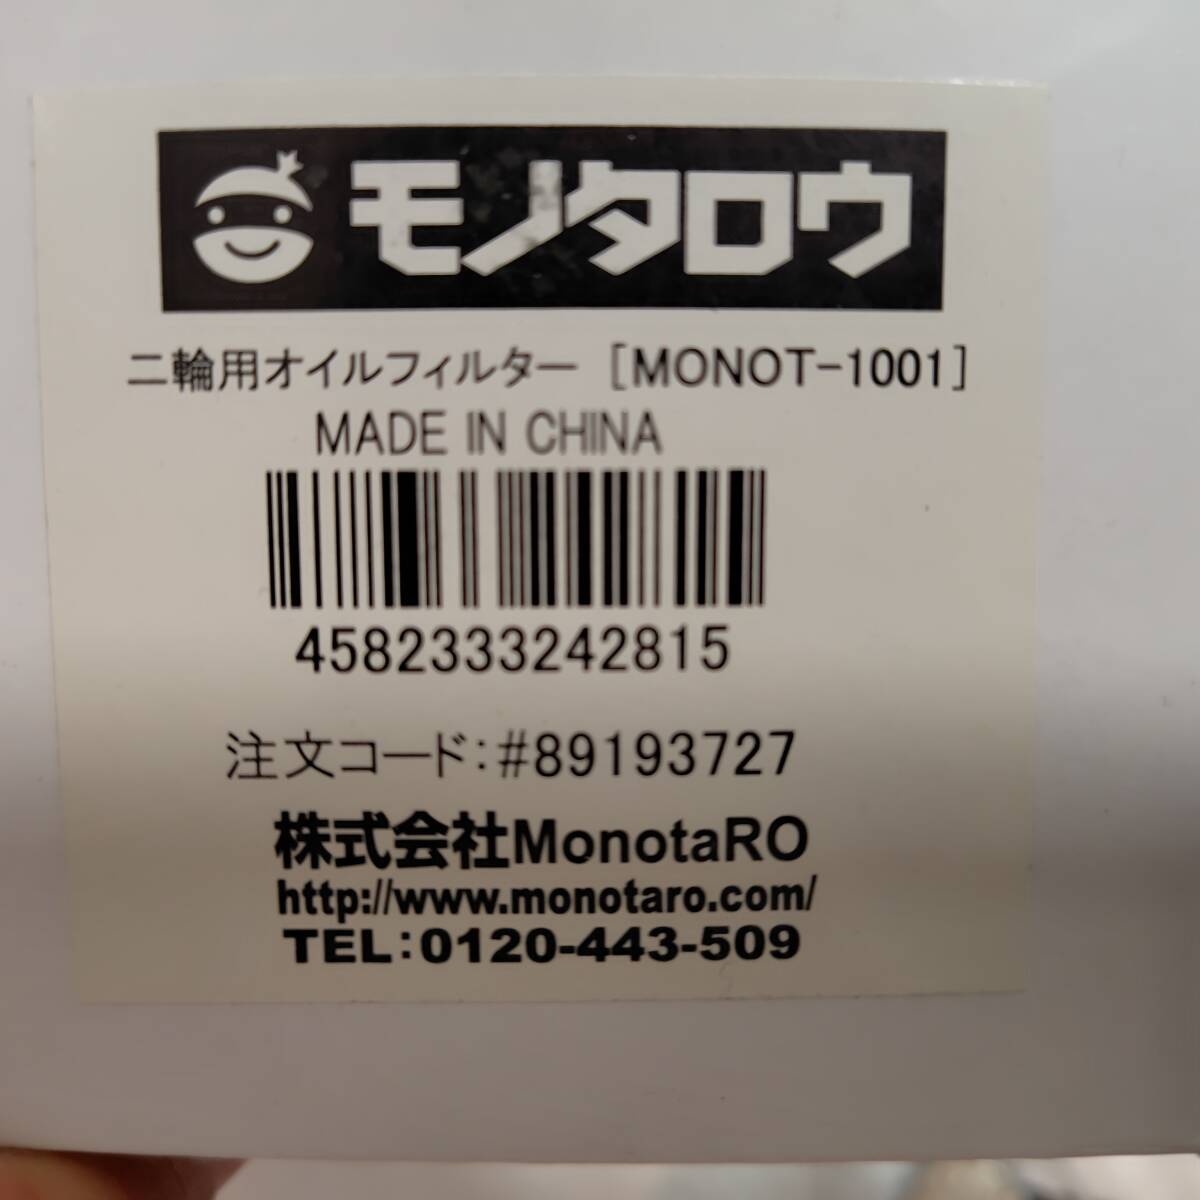 モノタロウ
二輪用オイルフィルター [MONOT-1001]
MADE IN CHINA
4582333242815
注文コード:#89193727
株式会社MonotaRO
http://www.monotaro.com/
TEL:0120-443-509